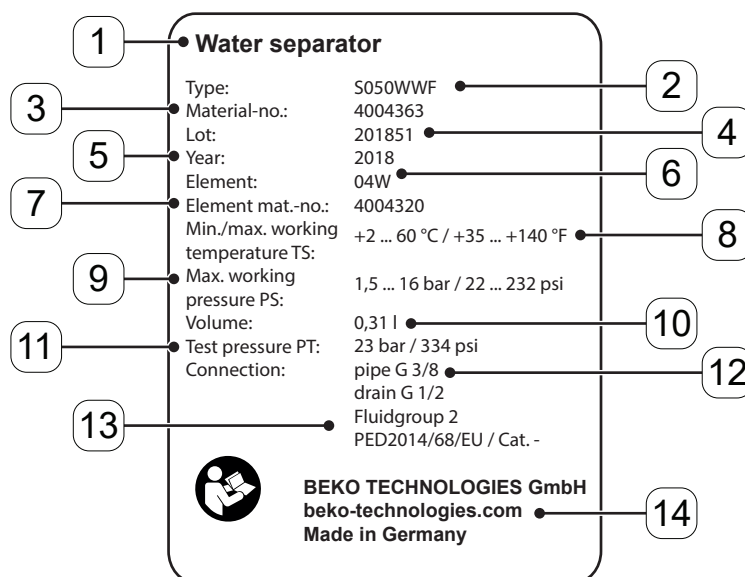 1 Water separator
Type: S050WWF 2
3 Material-no.: 4004363
Lot: 201851 4
5 Year: 2018
Element: 04W 6
7 Element mat.-no.: 4004320
Min./max. working
temperature TS: +2 ... 60 °C / +35 ... +140 °F 8
9 Max. working
pressure PS: 1,5 ... 16 bar / 22 ... 232 psi
Volume: 0,31 l 10
11 Test pressure PT: 23 bar / 334 psi
Connection: pipe G 3/8 12
drain G 1/2
13 Fluidgroup 2
PED2014/68/EU / Cat. -
BEKO TECHNOLOGIES GmbH
beko-technologies.com 14
Made in Germany